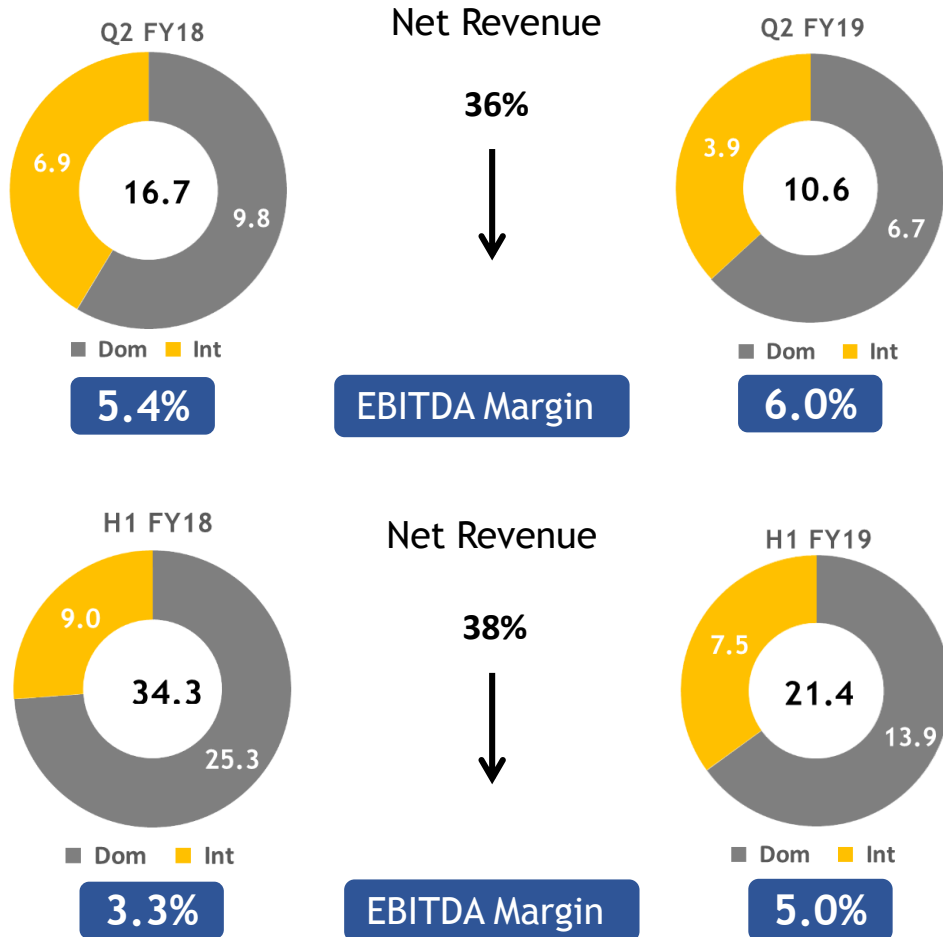 Q2 FY18
Net Revenue
Q2 FY19
36%
6.9
16.7
9.8
3.9
10.6
6.7
Dom Int
Dom Int
5.4%
EBITDA Margin
6.0%
H1 FY18
Net Revenue
H1 FY19
38%
9.0
34.3
25.3
7.5
21.4
13.9
Dom Int
Dom Int
3.3%
EBITDA Margin
5.0%